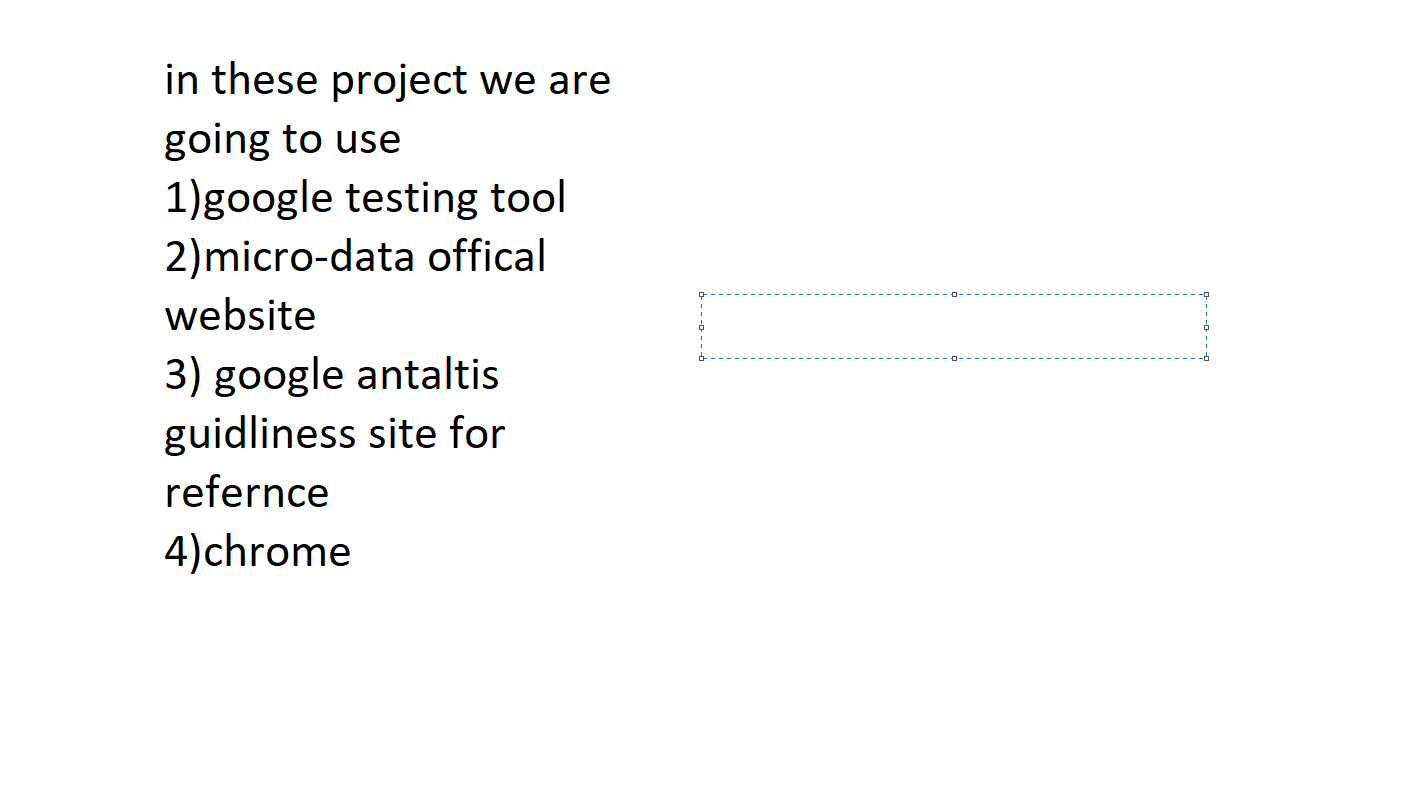 in these project we are
going to use
1)google testing tool
2)micro-data offical
website
3) google antaltis
guidliness site for
refernce
4)chrome